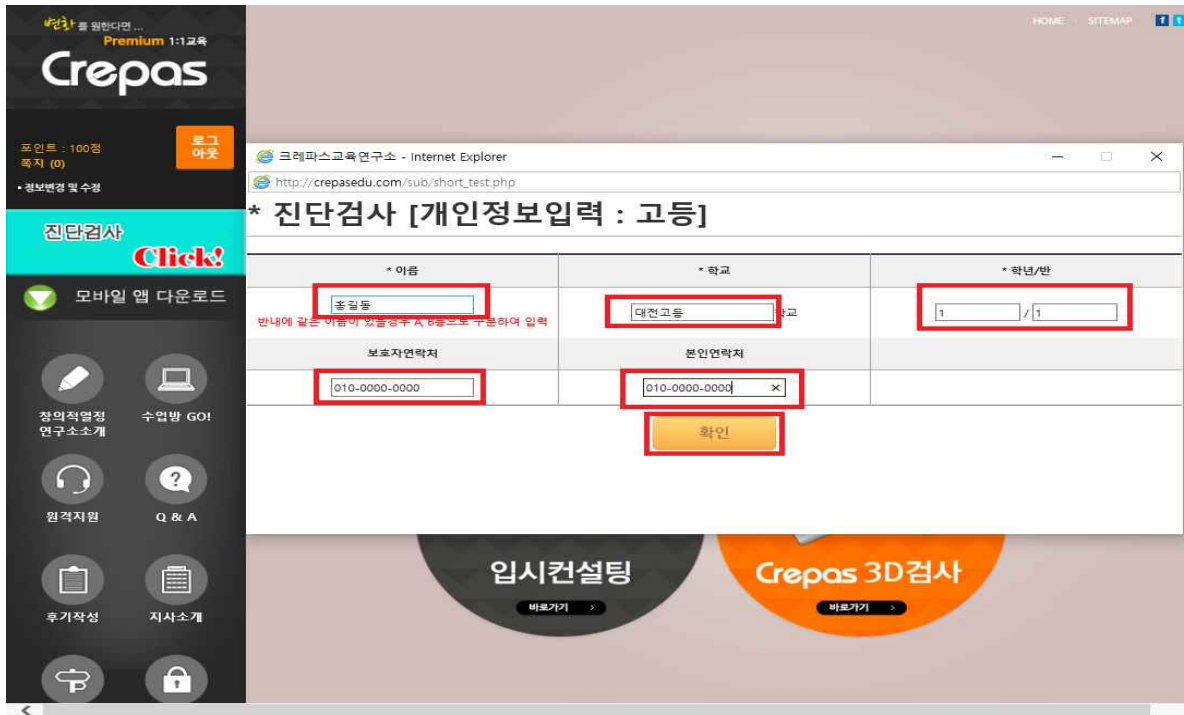 변화를 원한다면 ...
Premium 1:1교육
Crepas
HOME
SITEMAP
포인트 : 100점
쪽지 (0)
로그
아웃
정보변경 및 수정
진단검사
Click!
모바일 앱 다운로드
창의적열정
연구소소개
수업방 GO!
원격지원
Q & A
후기작성
지사소개
크레파스교육연구소 - Internet Explorer
http://crepasedu.com/sub/short_test.php
* 진단검사 [개인정보입력 : 고등]
* 이름
* 학교
* 학년/반
홍길동
반내에 같은 이름이 있을경우 A, B등으로 구분하여 입력
대전고등
학교
1 / 1
보호자연락처
본인연락처
010-0000-0000
010-0000-0000
확인
입시컨설팅
바로가기
Crepas 3D검사
바로가기